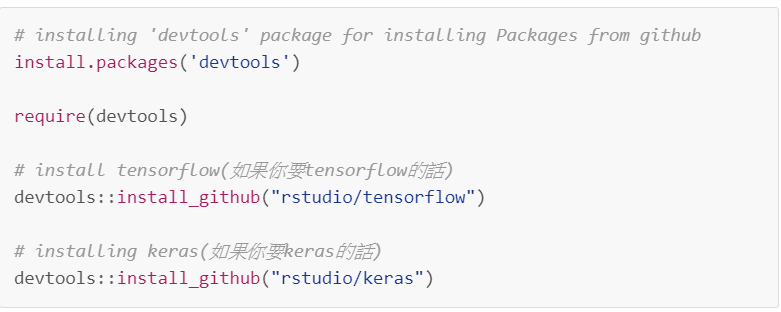 # installing 'devtools' package for installing Packages from github
install.packages('devtools')
require(devtools)
# install tensorflow(如果你要tensorflow的話)
devtools::install_github("rstudio/tensorflow")
# installing keras(如果你要keras的話)
devtools::install_github("rstudio/keras")